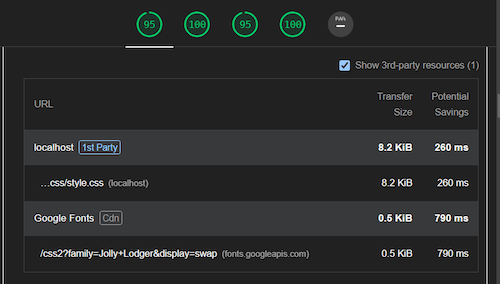 95 100 95 100 PWA
Show 3rd-party resources (1)
URL Transfer Size Potential Savings
localhost 1st Party 8.2 KiB 260 ms
…css/style.css (localhost) 8.2 KiB 260 ms
Google Fonts Cdn 0.5 KiB 790 ms
/css2?family=Jolly+Lodger&display=swap (fonts.googleapis.com) 0.5 KiB 790 ms